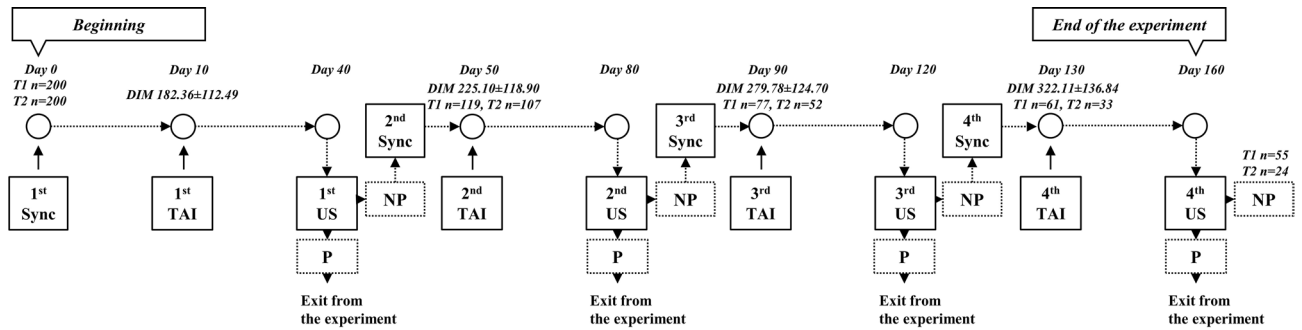 Beginning
End of the experiment
Day 0
T1 n=200
T2 n=200
Day 10
DIM 182.36±112.49
Day 40
Day 50
DIM 225.10±118.90
T1 n=119, T2 n=107
Day 80
Day 90
DIM 279.78±124.70
T1 n=77, T2 n=52
Day 120
Day 130
DIM 322.11±136.84
T1 n=61, T2 n=33
Day 160
2nd
Sync
3rd
Sync
4th
Sync
T1 n=55
T2 n=24
1st
Sync
1st
TAI
1st
US
NP
2nd
TAI
2nd
US
NP
3rd
TAI
3rd
US
NP
4th
TAI
4th
US
NP
P
P
P
P
Exit from
the experiment
Exit from
the experiment
Exit from
the experiment
Exit from
the experiment